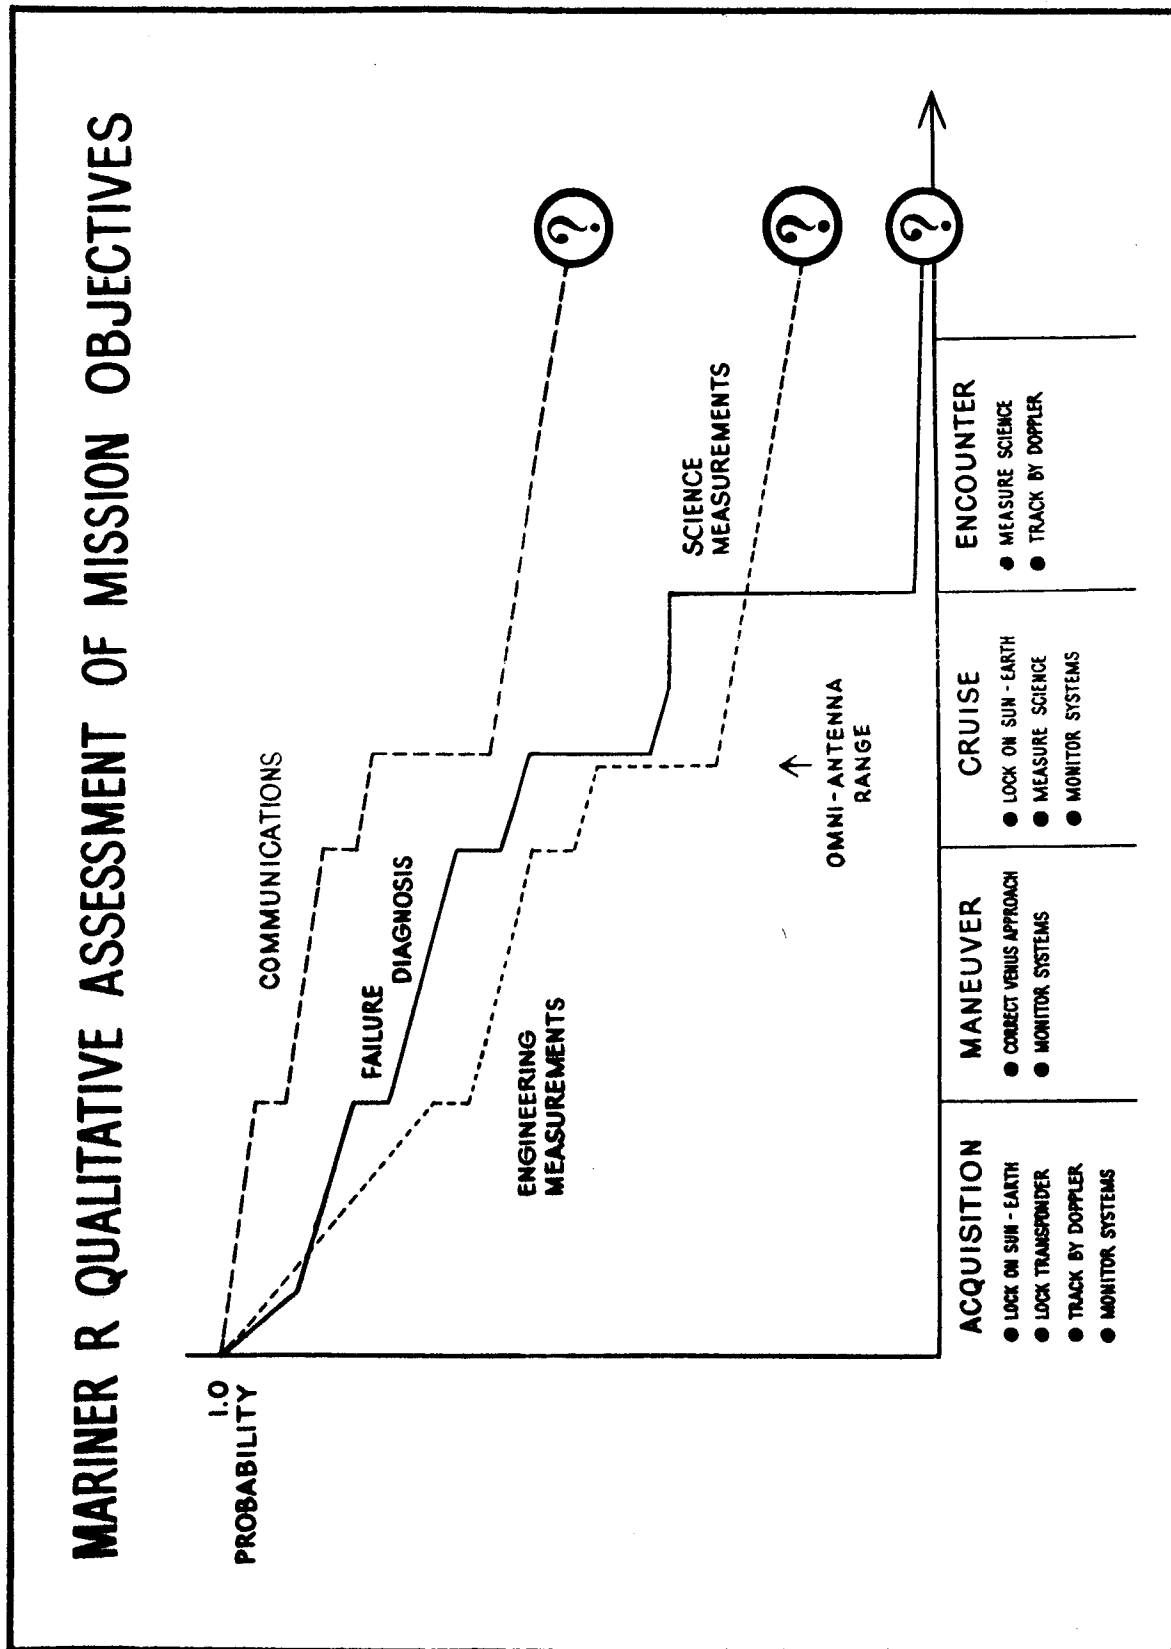 MARINER R QUALITATIVE ASSESSMENT OF MISSION OBJECTIVES
1.0
PROBABILITY
COMMUNICATIONS
FAILURE
DIAGNOSIS
ENGINEERING
MEASUREMENTS
SCIENCE
MEASUREMENTS
OMNI-ANTENNA
RANGE
?
?
?
ACQUISITION
● LOCK ON SUN - EARTH
● LOCK TRANSPONDER
● TRACK BY DOPPLER
● MONITOR SYSTEMS
MANEUVER
● CORRECT VENUS APPROACH
● MONITOR SYSTEMS
CRUISE
● LOCK ON SUN - EARTH
● MEASURE SCIENCE
● MONITOR SYSTEMS
ENCOUNTER
● MEASURE SCIENCE
● TRACK BY DOPPLER